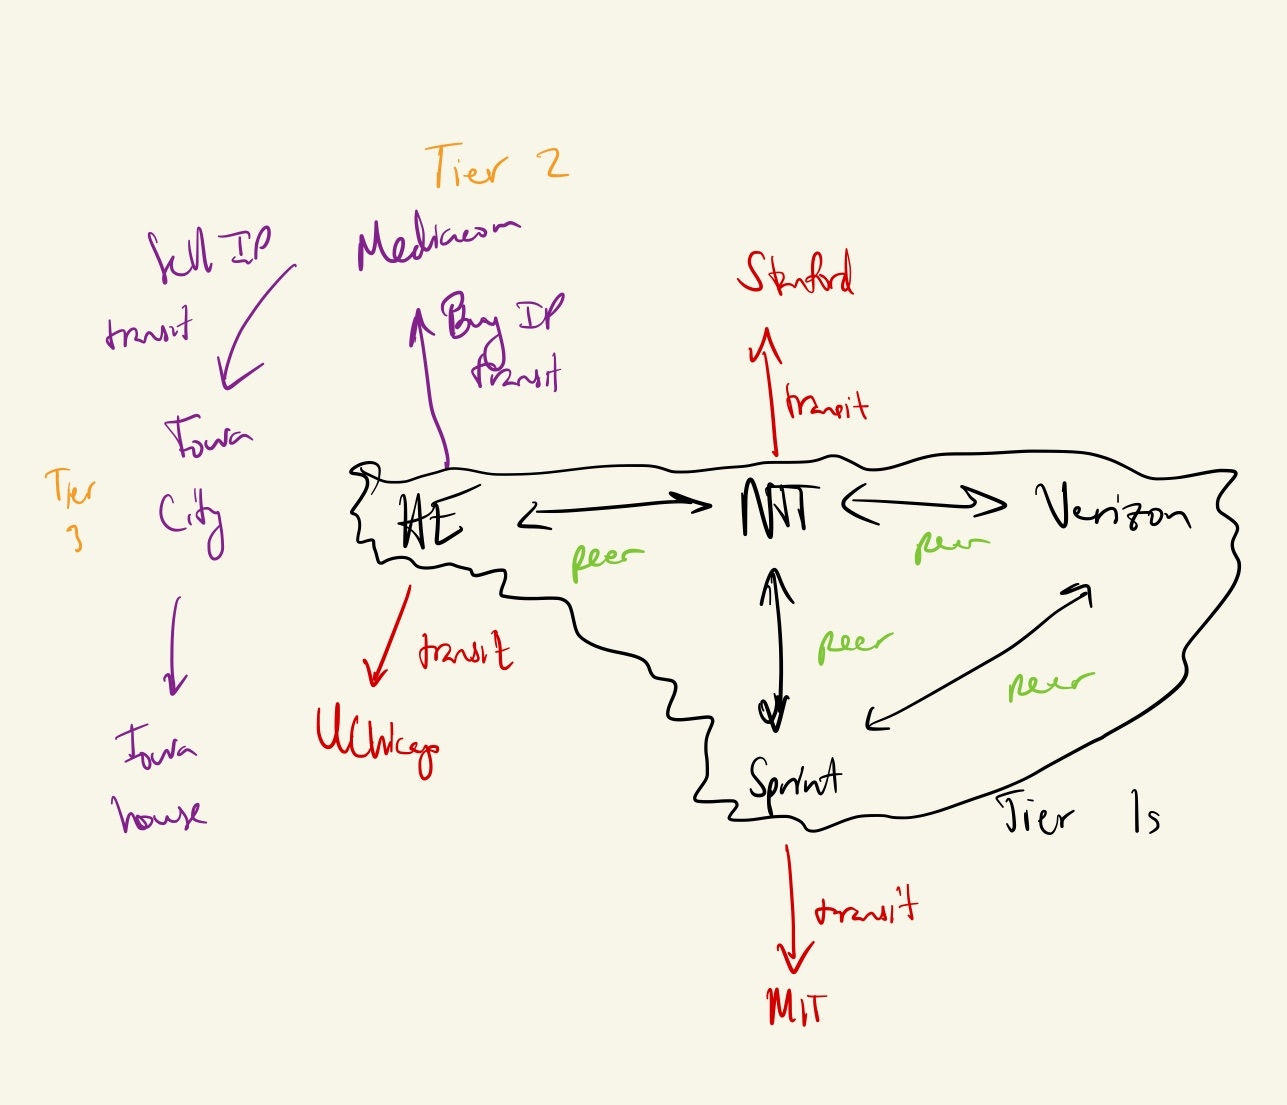 Tier 2
Sell IP
transit
Mediacom
Buy IP
transit
Stanford
transit
Iowa
City
Tier
3
HE
NTT
Verizon
peer
peer
peer
peer
transit
UChicago
Iowa
house
Sprint
Tier 1s
transit
MIT